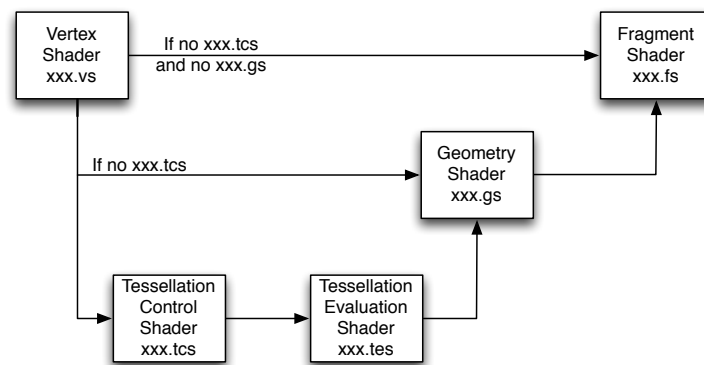 Vertex
Shader
xxx.vs
If no xxx.tcs
and no xxx.gs
Fragment
Shader
xxx.fs
If no xxx.tcs
Geometry
Shader
xxx.gs
Tessellation
Control
Shader
xxx.tcs
Tessellation
Evaluation
Shader
xxx.tes